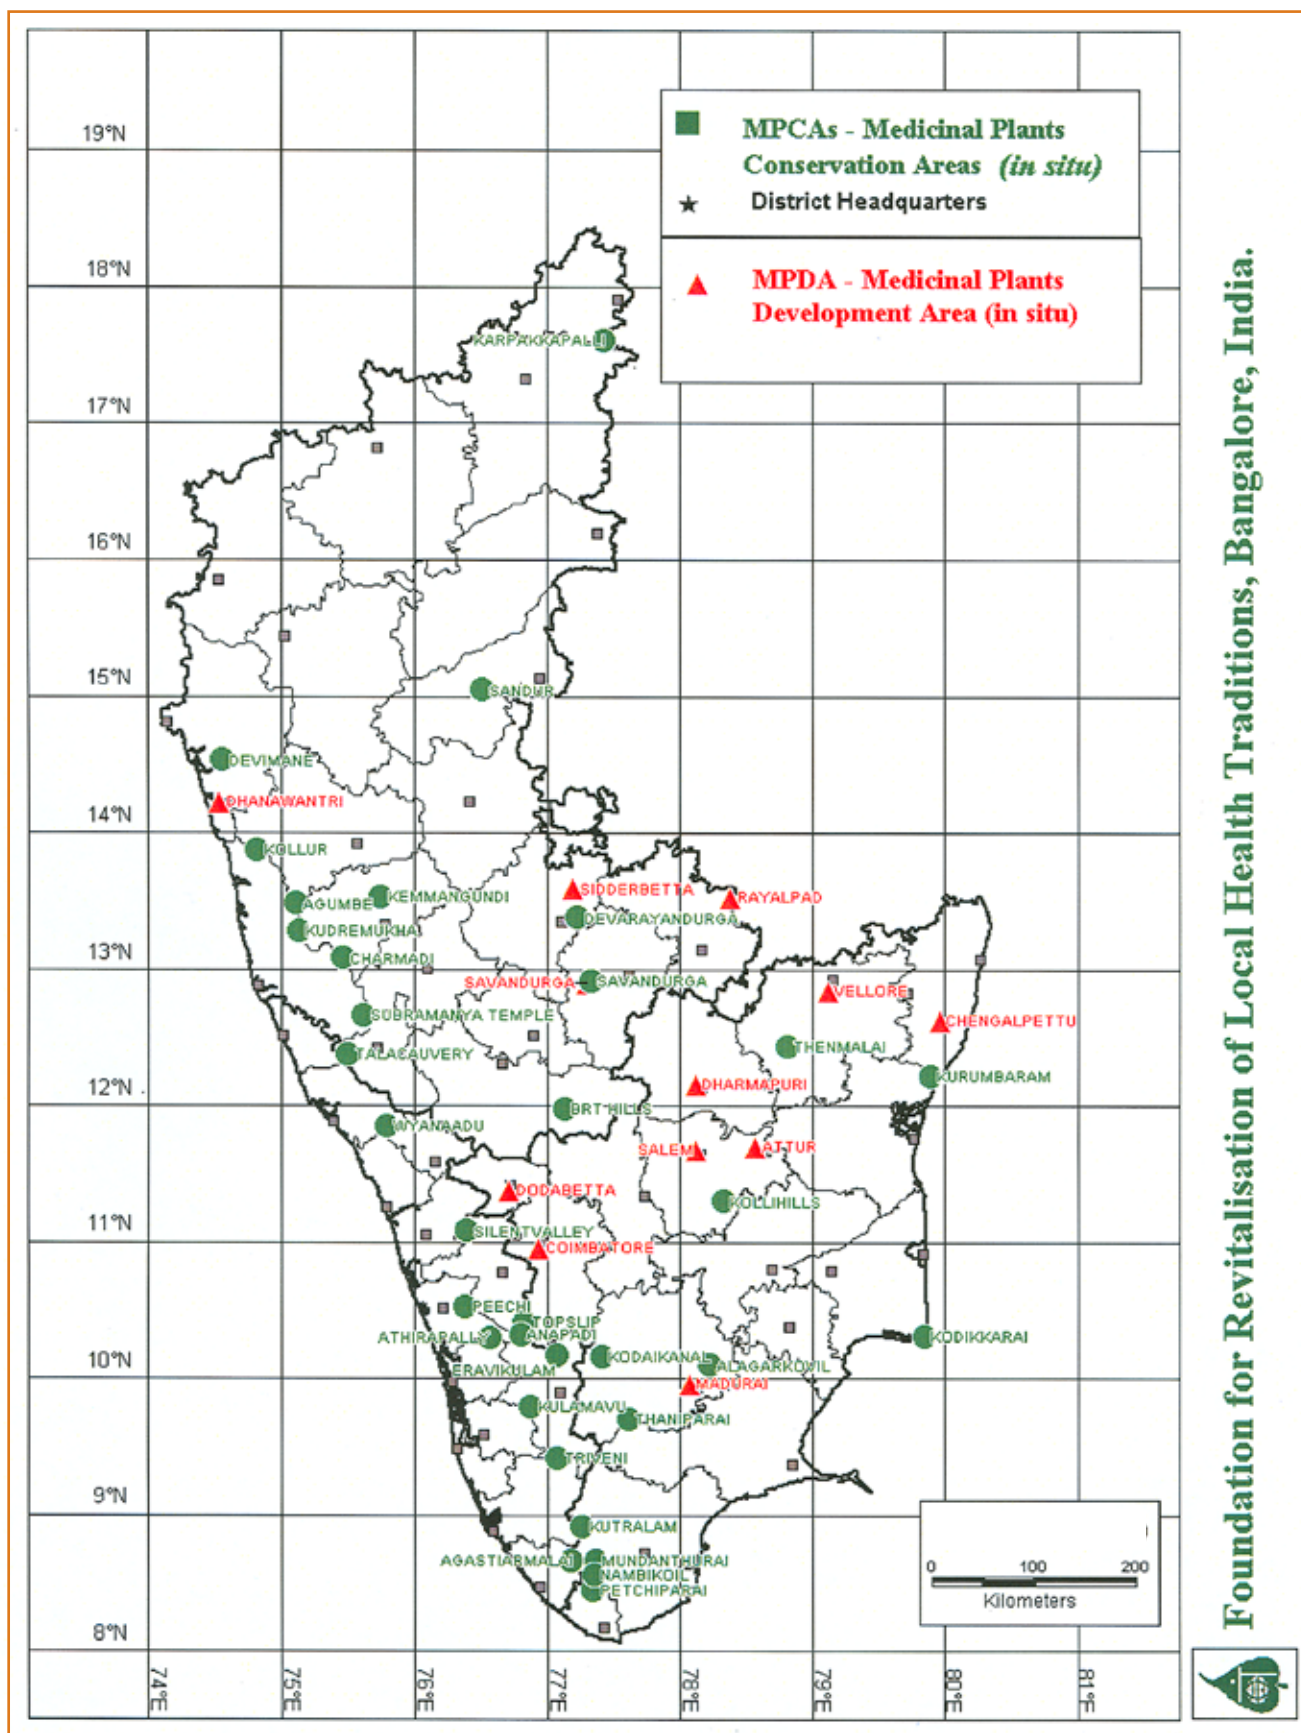 MPCAs - Medicinal Plants
Conservation Areas (in situ)
District Headquarters
MPDA - Medicinal Plants
Development Area (in situ)
19°N
18°N
17°N
16°N
15°N
14°N
13°N
12°N
11°N
10°N
9°N
8°N
KARPAKKAPALLI
SANDUR
DEVIMANE
DHANAWANTRI
KOLLUR
SIDDERBETTA
RAYALPAD
KEMMANGUNDI
AGUMBE
DEVARAYANDURGA
KUDREMUKHA
CHARMADI
SAVANDURGA
SAVANDURGA
VELLORE
SUBRAMANYA TEMPLE
CHENGALPETTU
THENMALAI
TALACAUVERY
KURUMBARAM
DHARMAPURI
BRT HILLS
WYANAADU
SALEM
ATTUR
DODABETTA
KOLLIHILLS
SILENTVALLEY
COIMBATORE
PEECHI
TOPSLIP
ATHIRAPALLY
ANAPADI
KODIKKARAI
ERAVIKULAM
KODAIKANAL
ALAGARKOVIL
MADURAI
KULAMAVU
THANIPARAI
TRIVENI
KUTRALAM
AGASTIARMALAI
MUNDANTHURAI
NAMBIKOIL
PETCHIPARAI
0 100 200
Kilometers
74°E
75°E
76°E
77°E
78°E
79°E
80°E
81°E
Foundation for Revitalisation of Local Health Traditions, Bangalore, India.